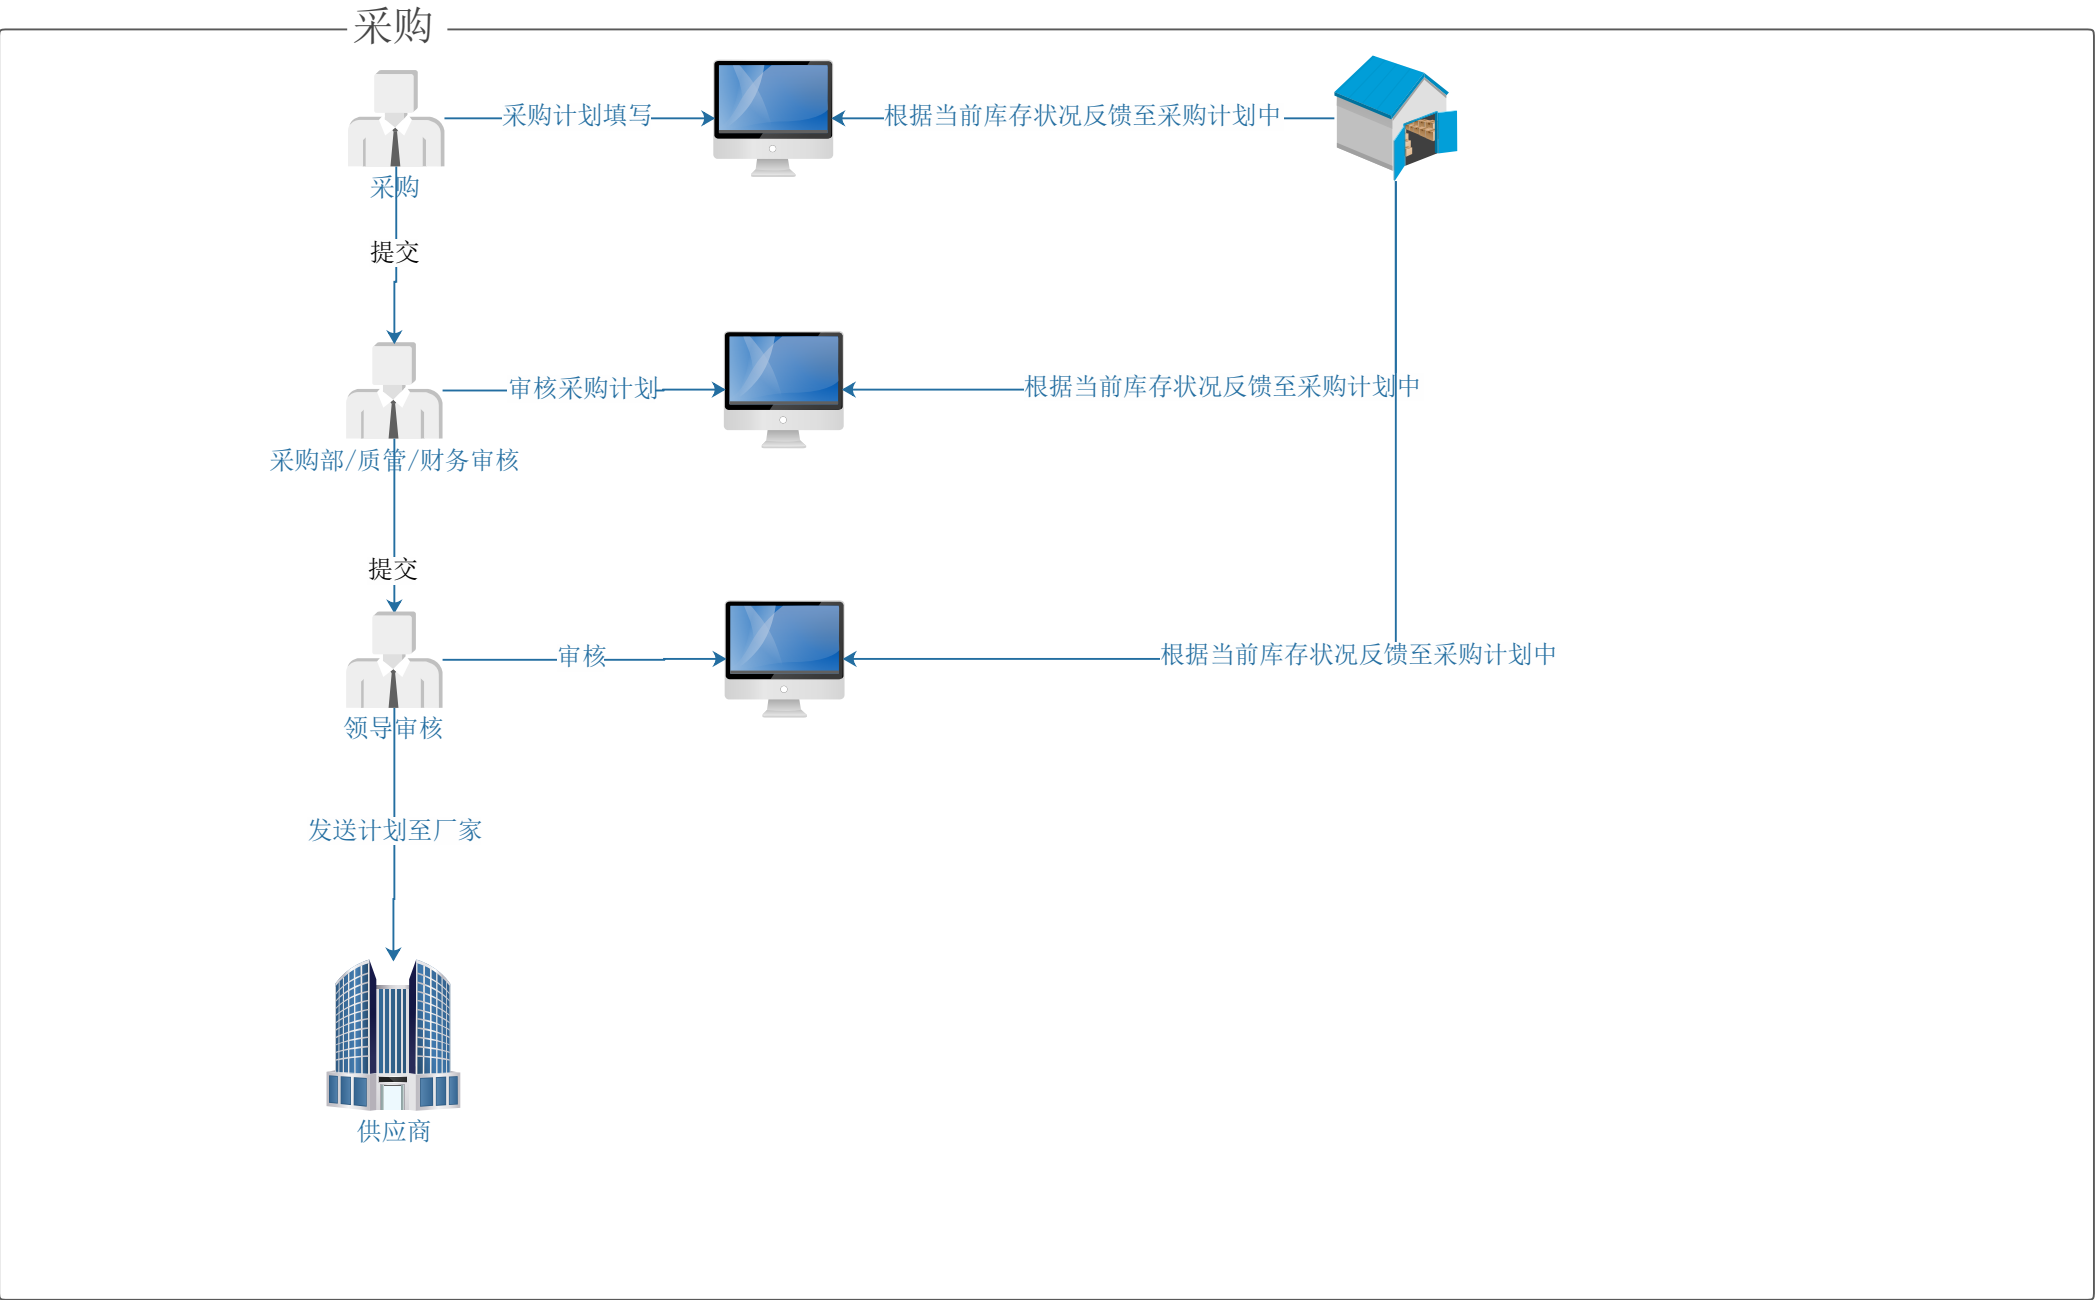 采购
采购计划填写
根据当前库存状况反馈至采购计划中
采购
提交
审核采购计划
根据当前库存状况反馈至采购计划中
采购部/质管/财务审核
提交
审核
根据当前库存状况反馈至采购计划中
领导审核
发送计划至厂家
供应商